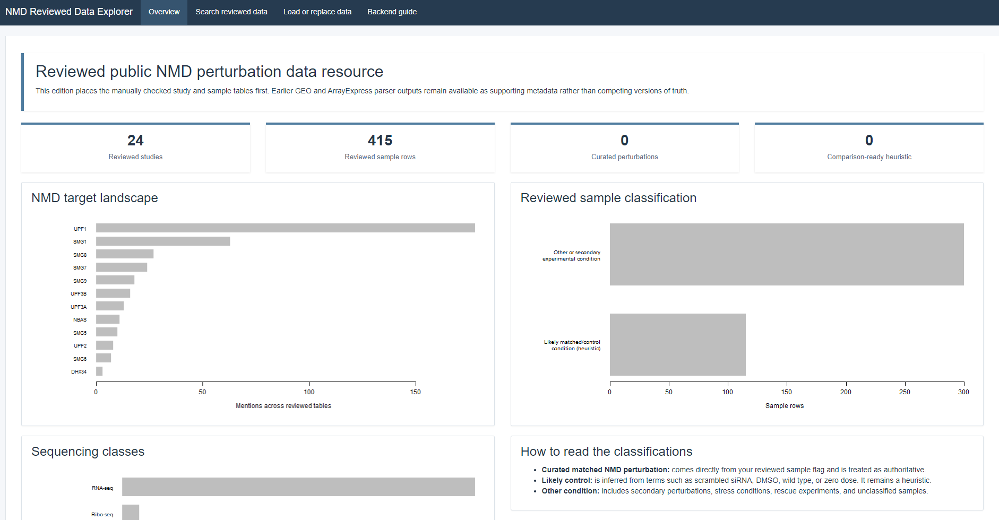 NMD Reviewed Data Explorer
Overview
Search reviewed data
Load or replace data
Backend guide
Reviewed public NMD perturbation data resource
This edition places the manually checked study and sample tables first. Earlier GEO and ArrayExpress parser outputs remain available as supporting metadata rather than competing versions of truth.
24
Reviewed studies
415
Reviewed sample rows
0
Curated perturbations
0
Comparison-ready heuristic
NMD target landscape
UPF1
SMG1
SMG8
SMG7
SMG9
UPF3B
UPF3A
NBAS
SMG5
UPF2
SMG6
DHX34
0 50 100 150
Mentions across reviewed tables
Reviewed sample classification
Other or secondary
experimental condition
Likely matched/control
condition (heuristic)
0 50 100 150 200 250 300
Sample rows
Sequencing classes
RNA-seq
Ribo-seq
How to read the classifications
• Curated matched NMD perturbation: comes directly from your reviewed sample flag and is treated as authoritative.
• Likely control: is inferred from terms such as scrambled siRNA, DMSO, wild type, or zero dose. It remains a heuristic.
• Other condition: includes secondary perturbations, stress conditions, rescue experiments, and unclassified samples.